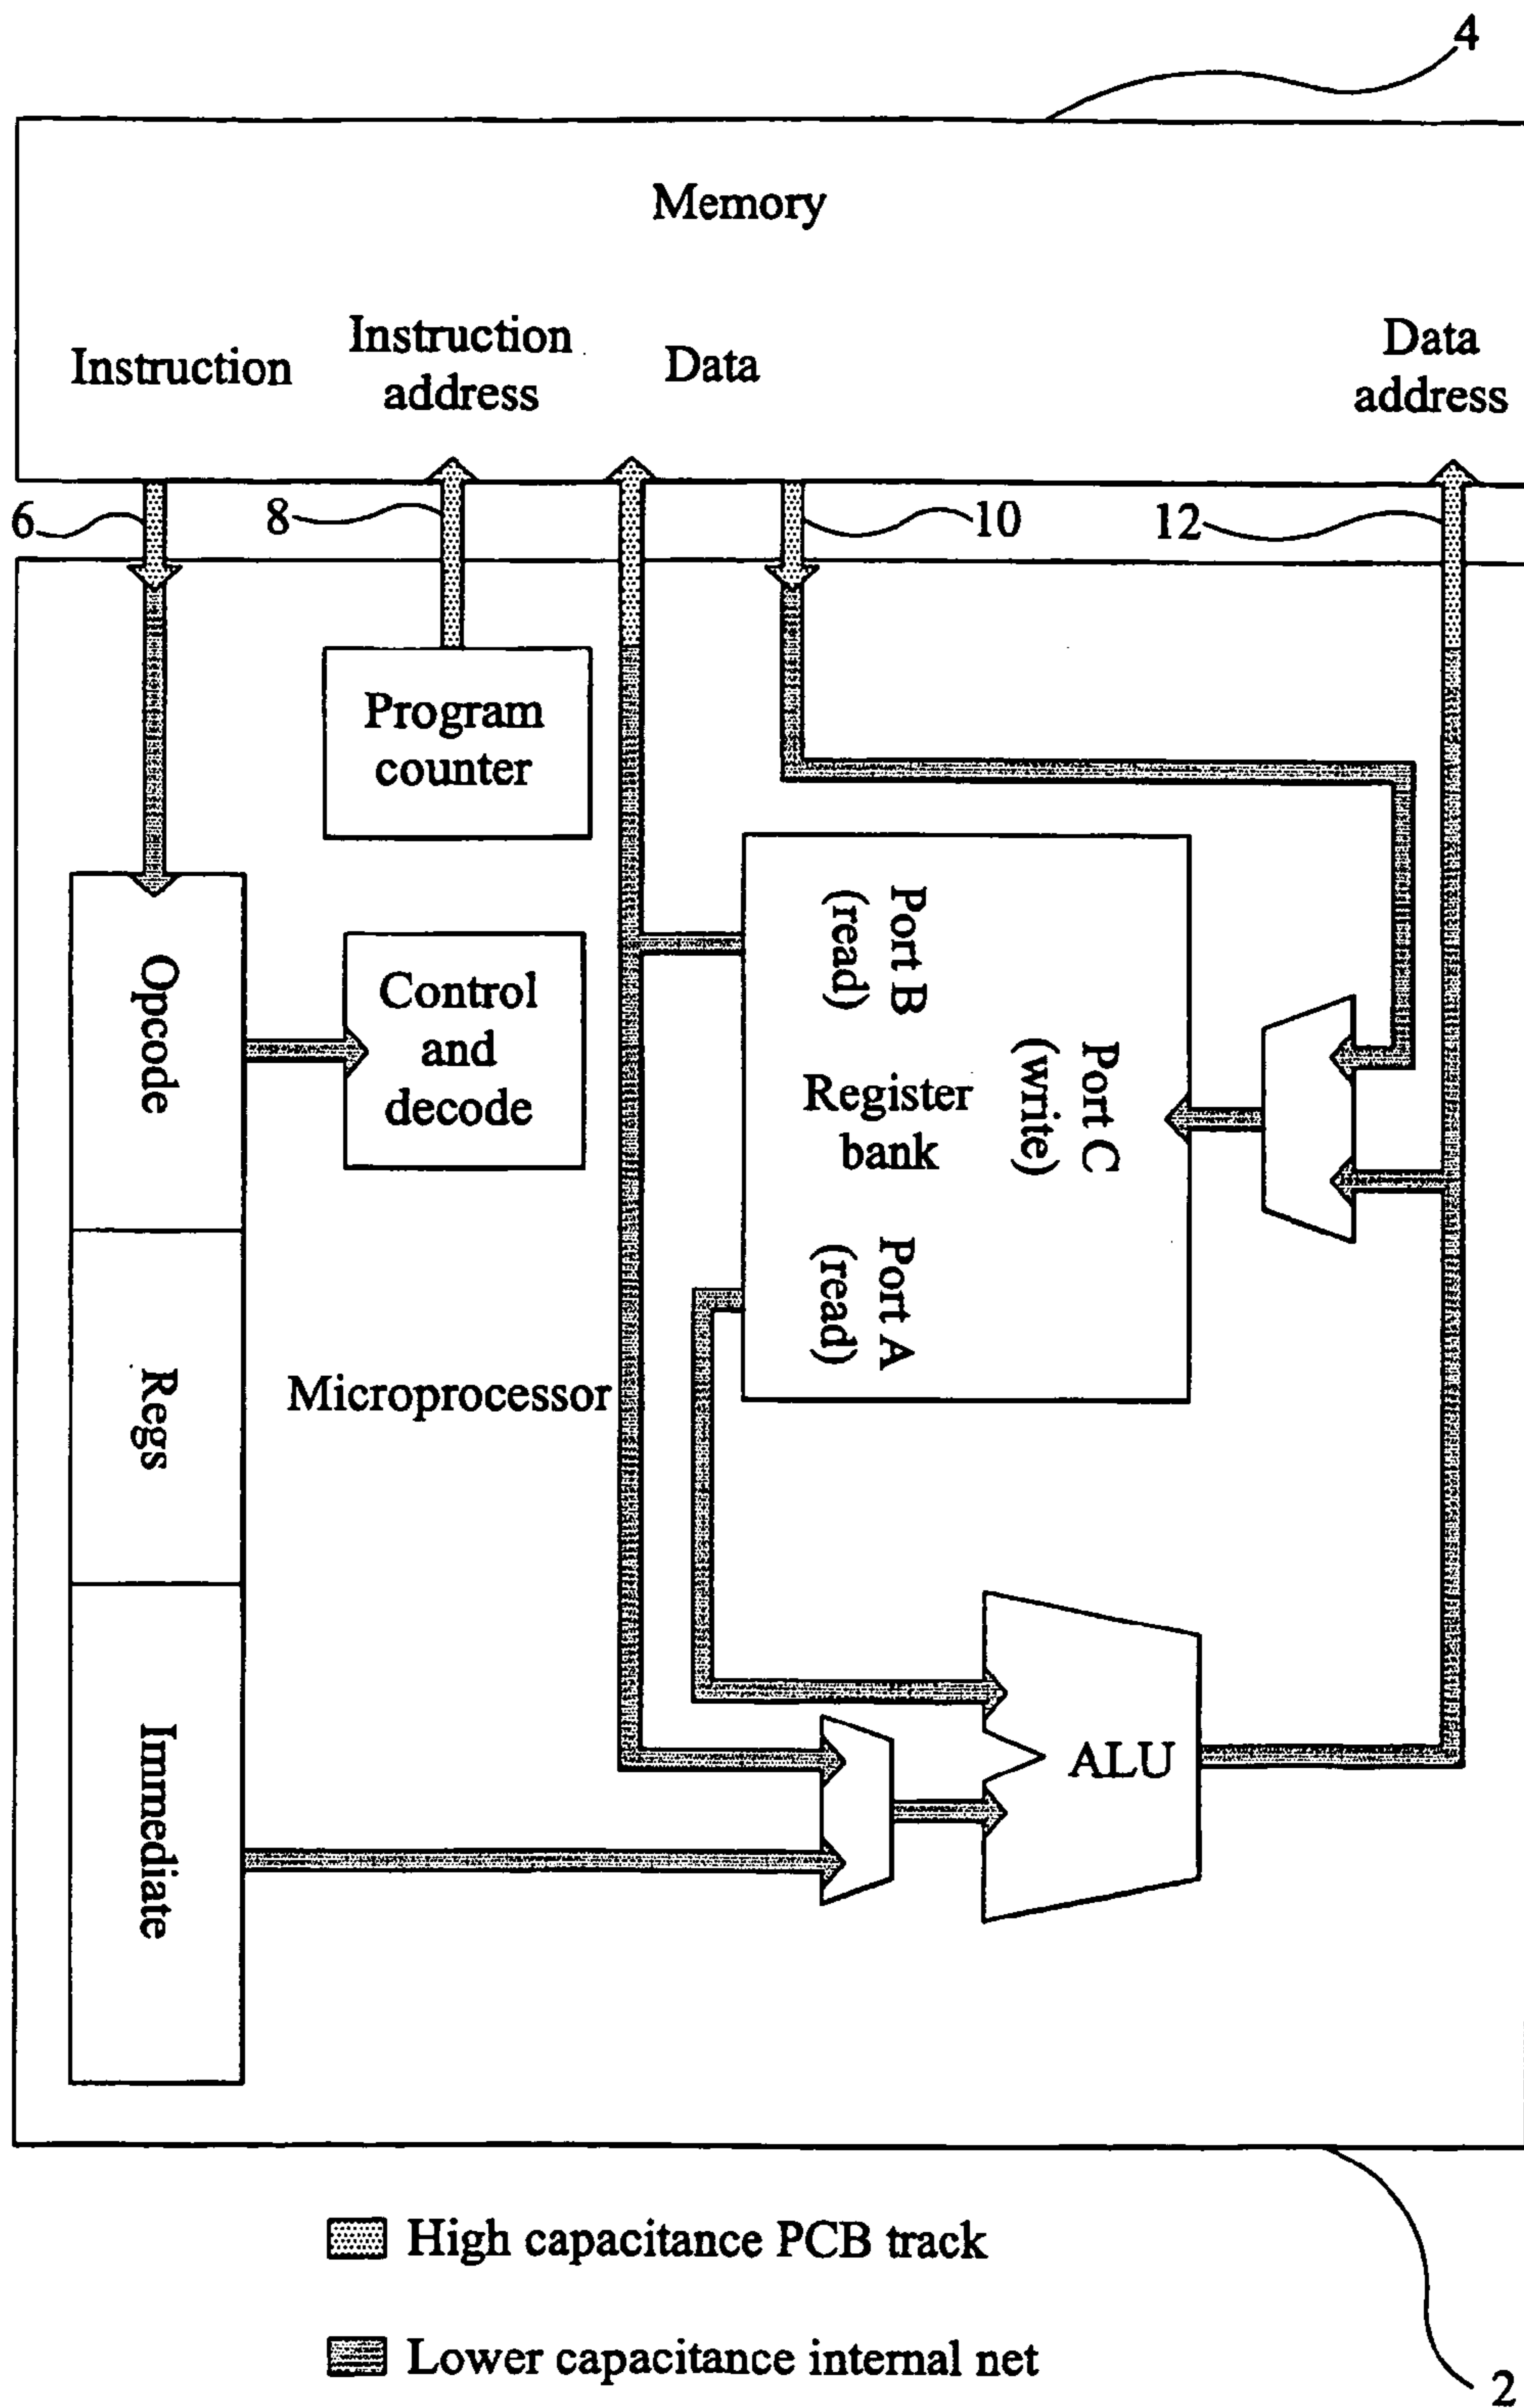 4
Memory
Instruction
Instruction
address
Data
Data
address
6
8
10
12
Program
counter
Opcode
Control
and
decode
Port B
(read)
Port C
(write)
Register
bank
Port A
(read)
Regs
Microprocessor
Immediate
ALU
High capacitance PCB track
Lower capacitance internal net
2